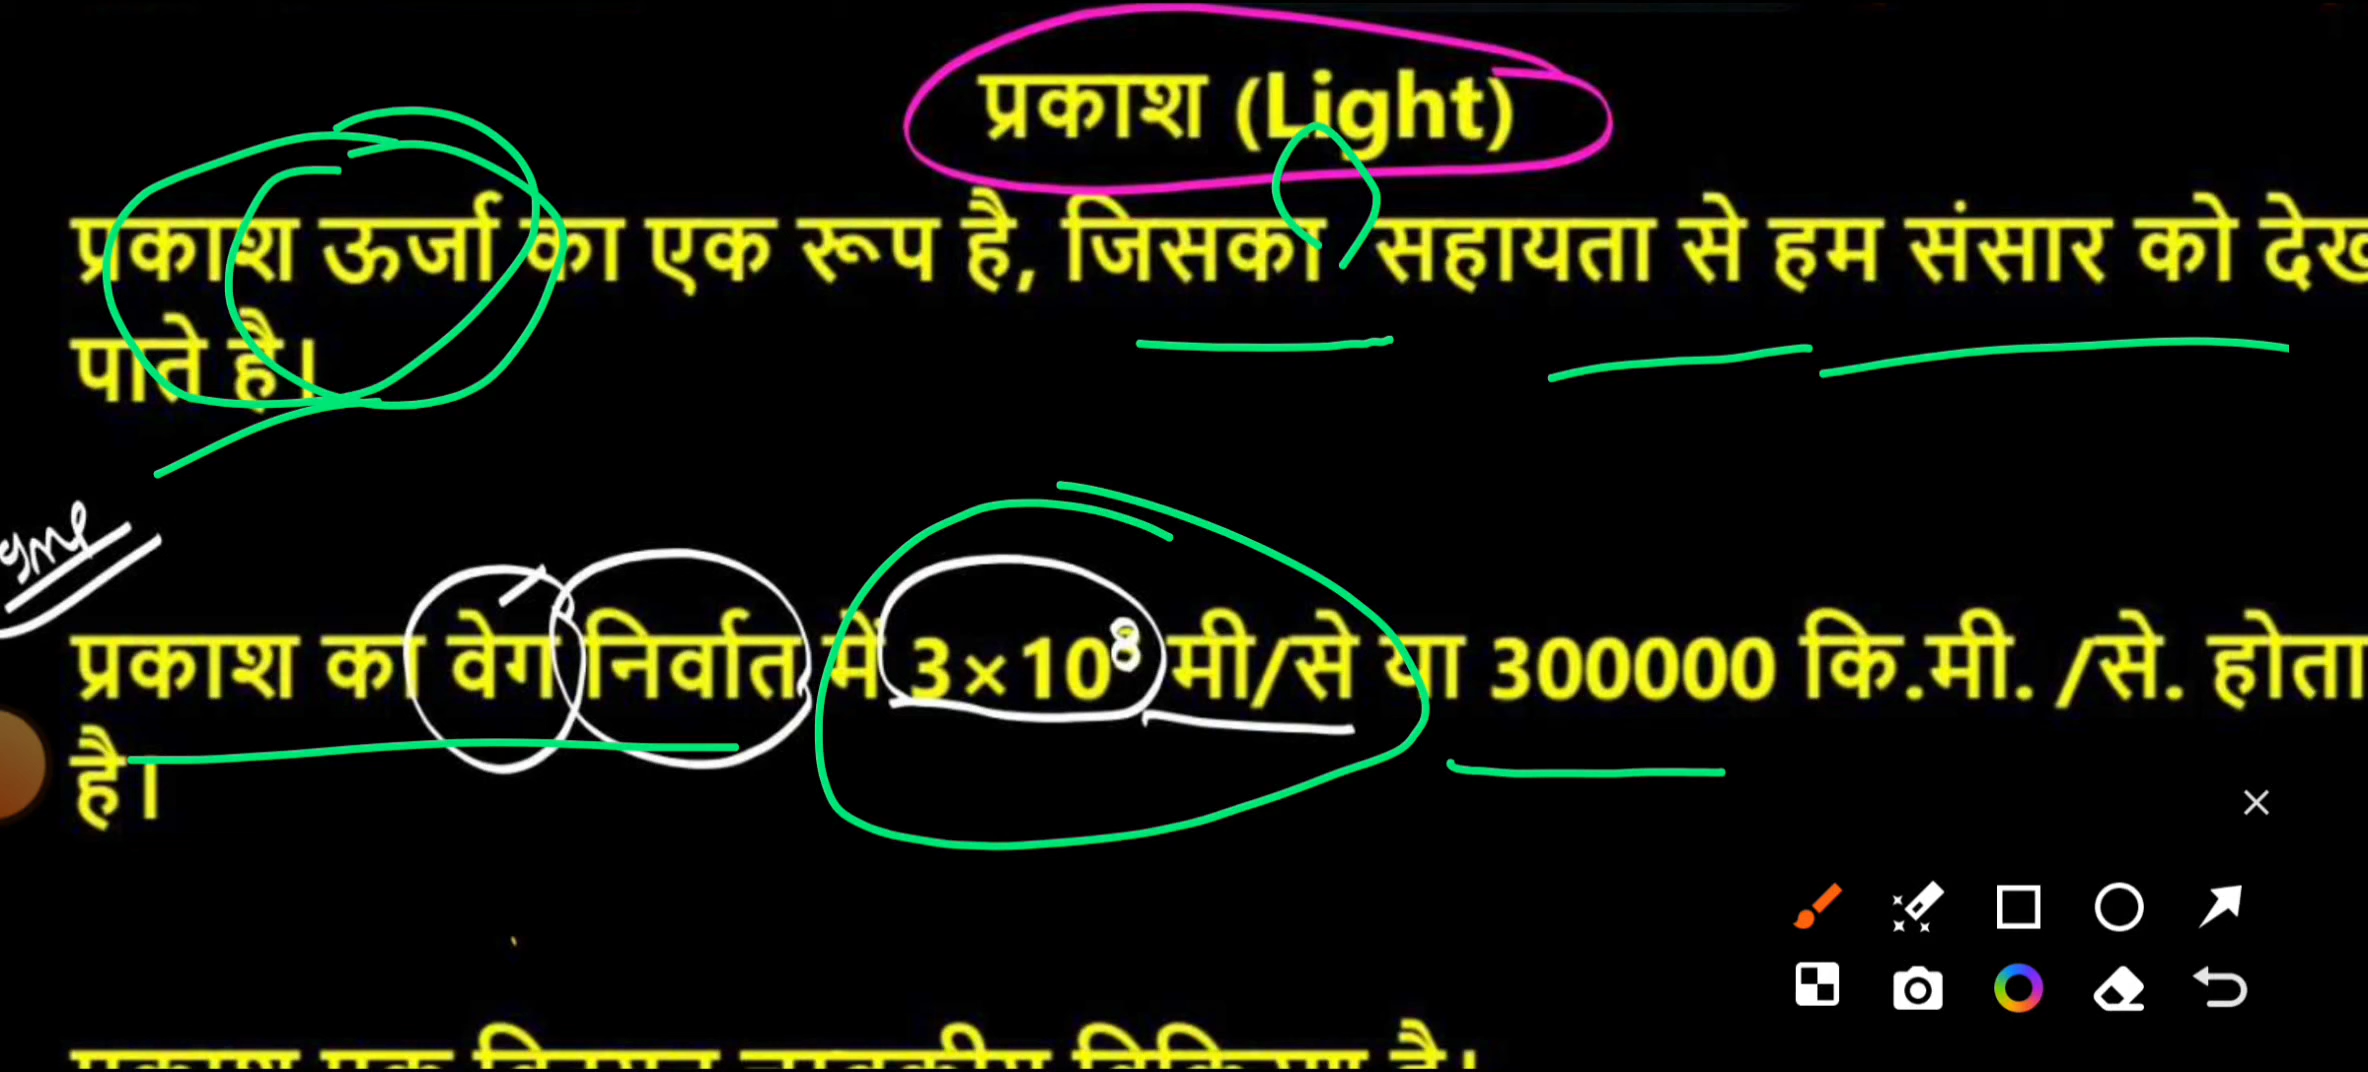 प्रकाश (Light)
प्रकाश ऊर्जा का एक रूप है, जिसका सहायता से हम संसार को देख
पाते है।
Imp
प्रकाश का वेग निर्वात में 3×10⁸ मी/से या 300000 कि.मी. /से. होता
है।